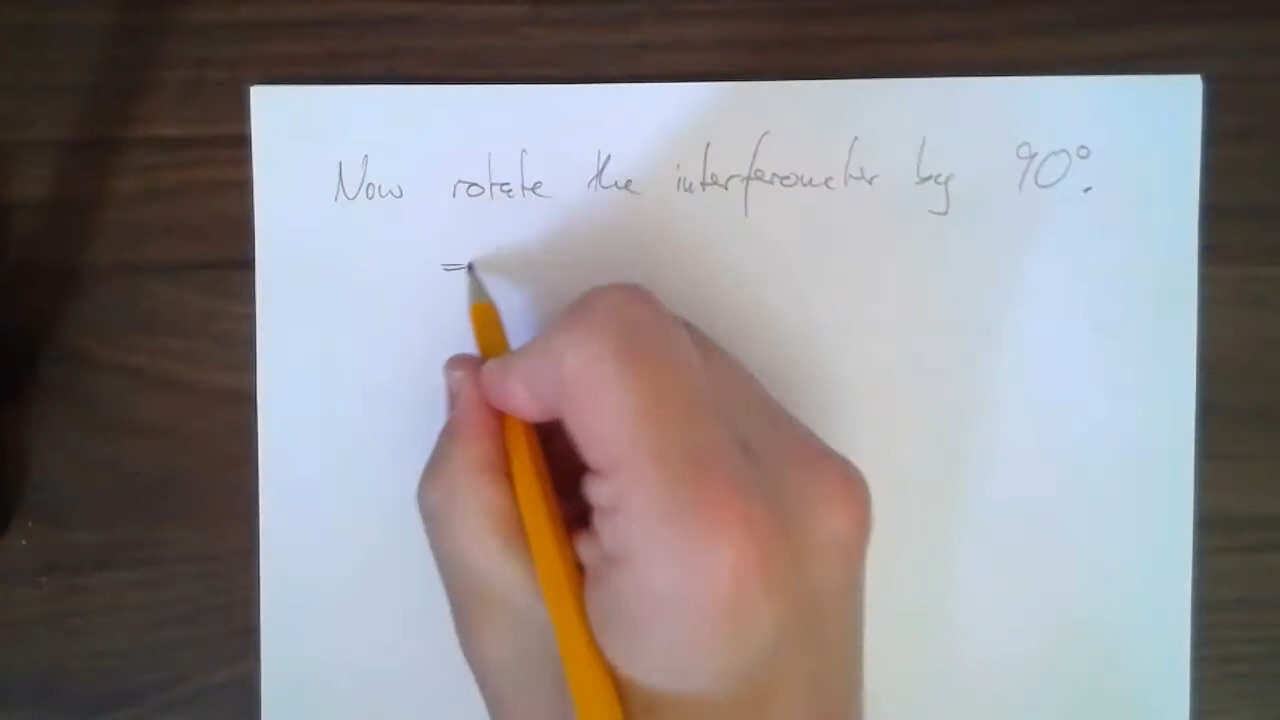 Now rotate the interferometer by 90°.
=